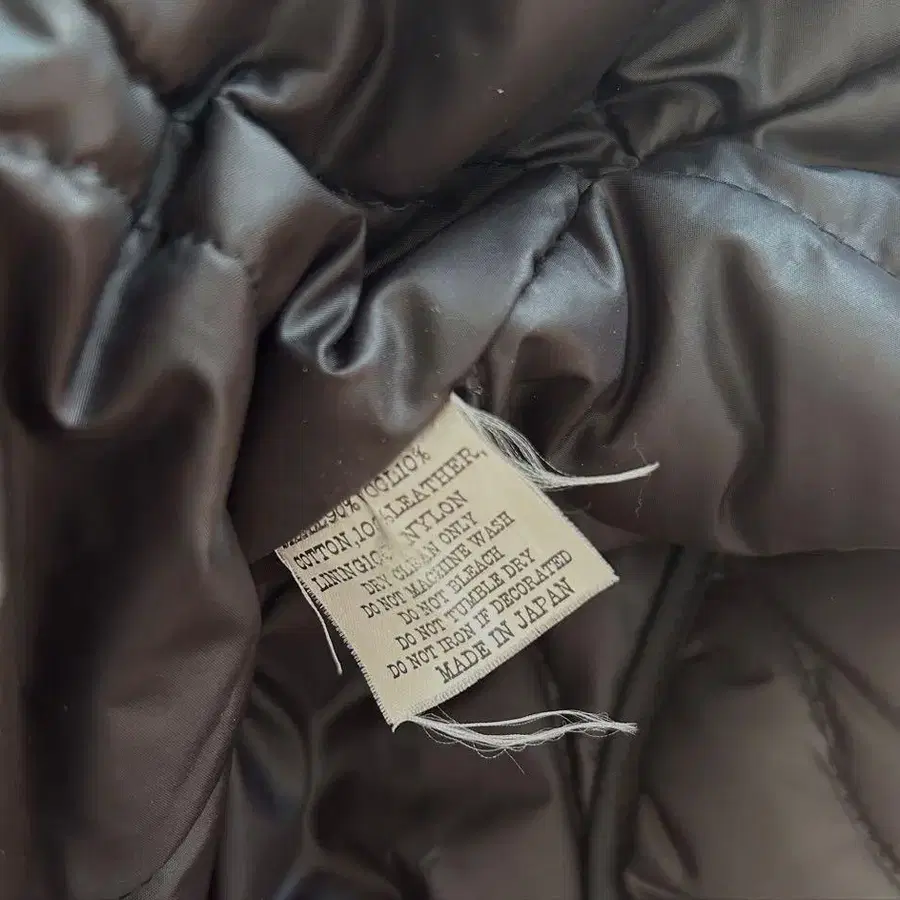 90% WOOL10%
COTTON,10 %LEATHER,
LINING10 NYLON
DRY CLEAN ONLY
DO NOT MACHINE WASH
DO NOT BLEACH
DO NOT TUMBLE DRY
DO NOT IRON IF DECORATED
MADE IN JAPAN